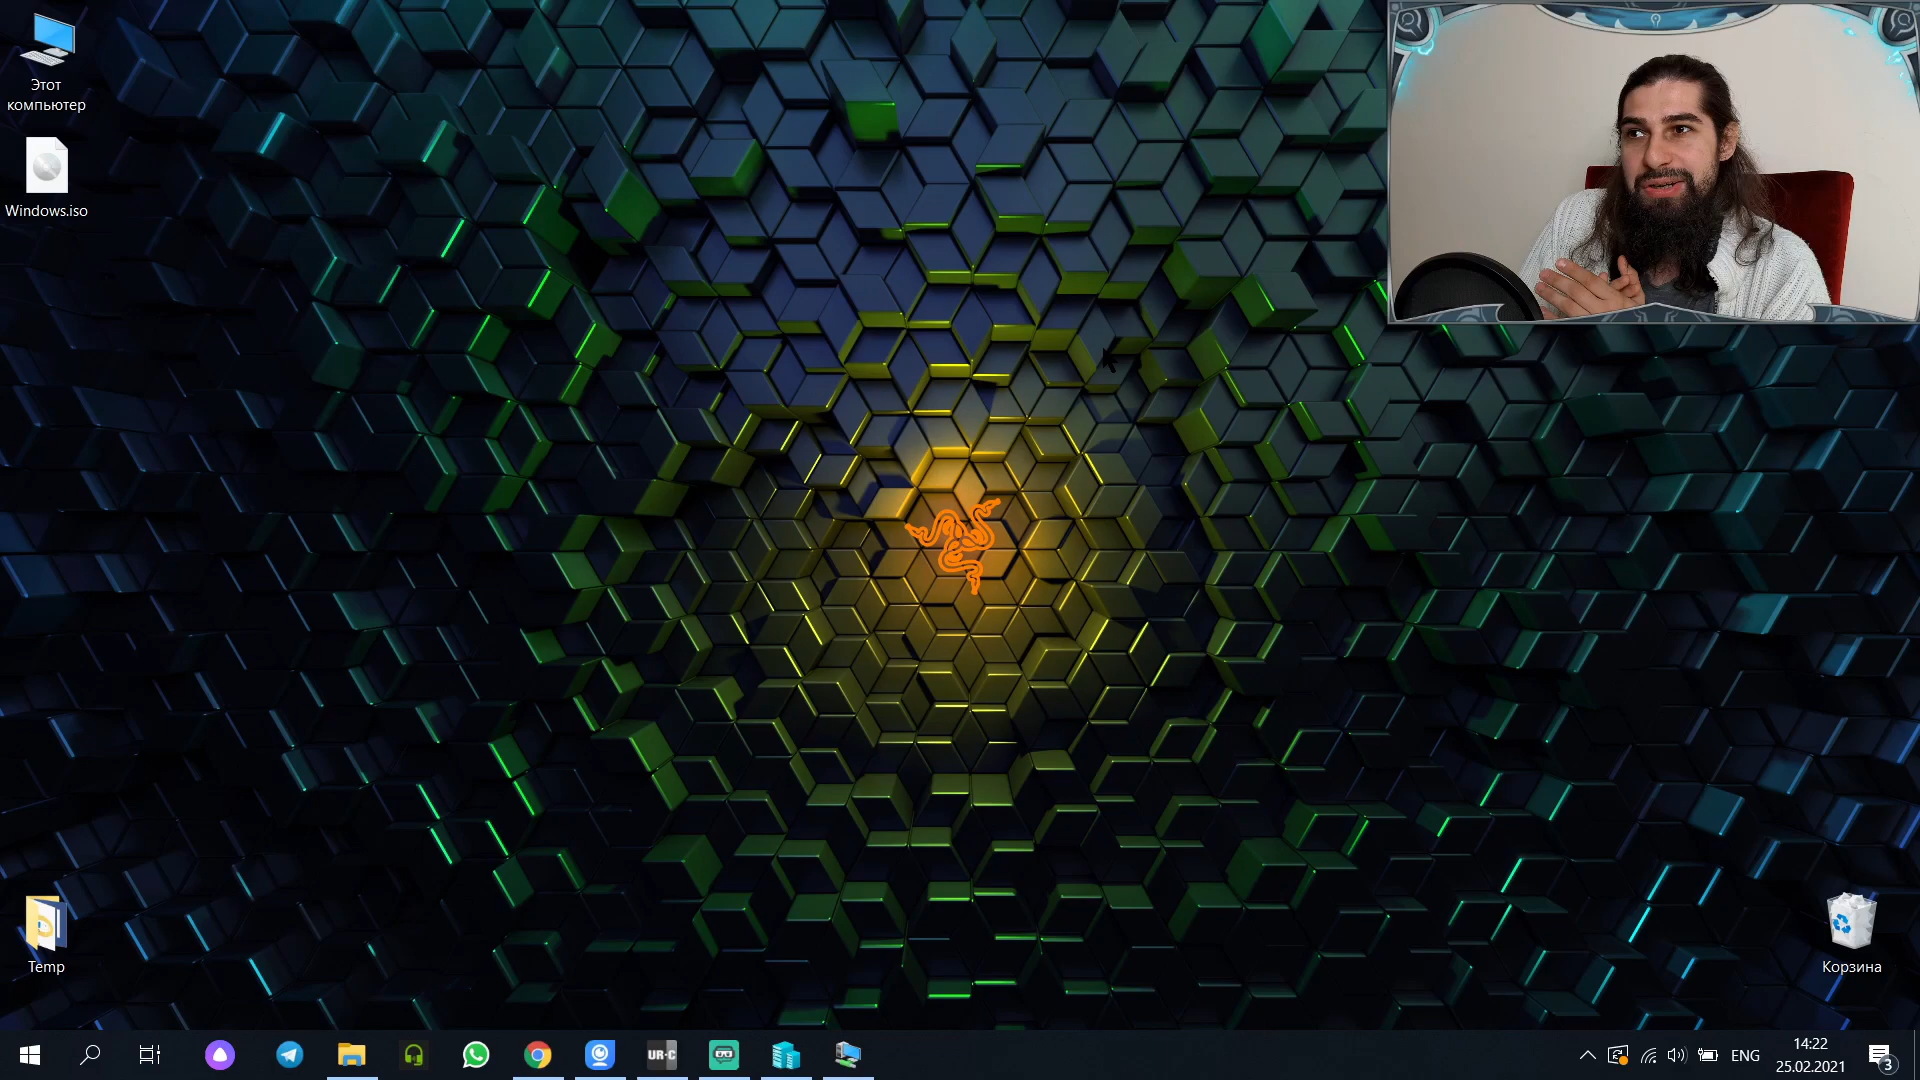 Этот
компьютер
Windows.iso
Temp
Корзина
UR-C
ENG
14:22
25.02.2021
3